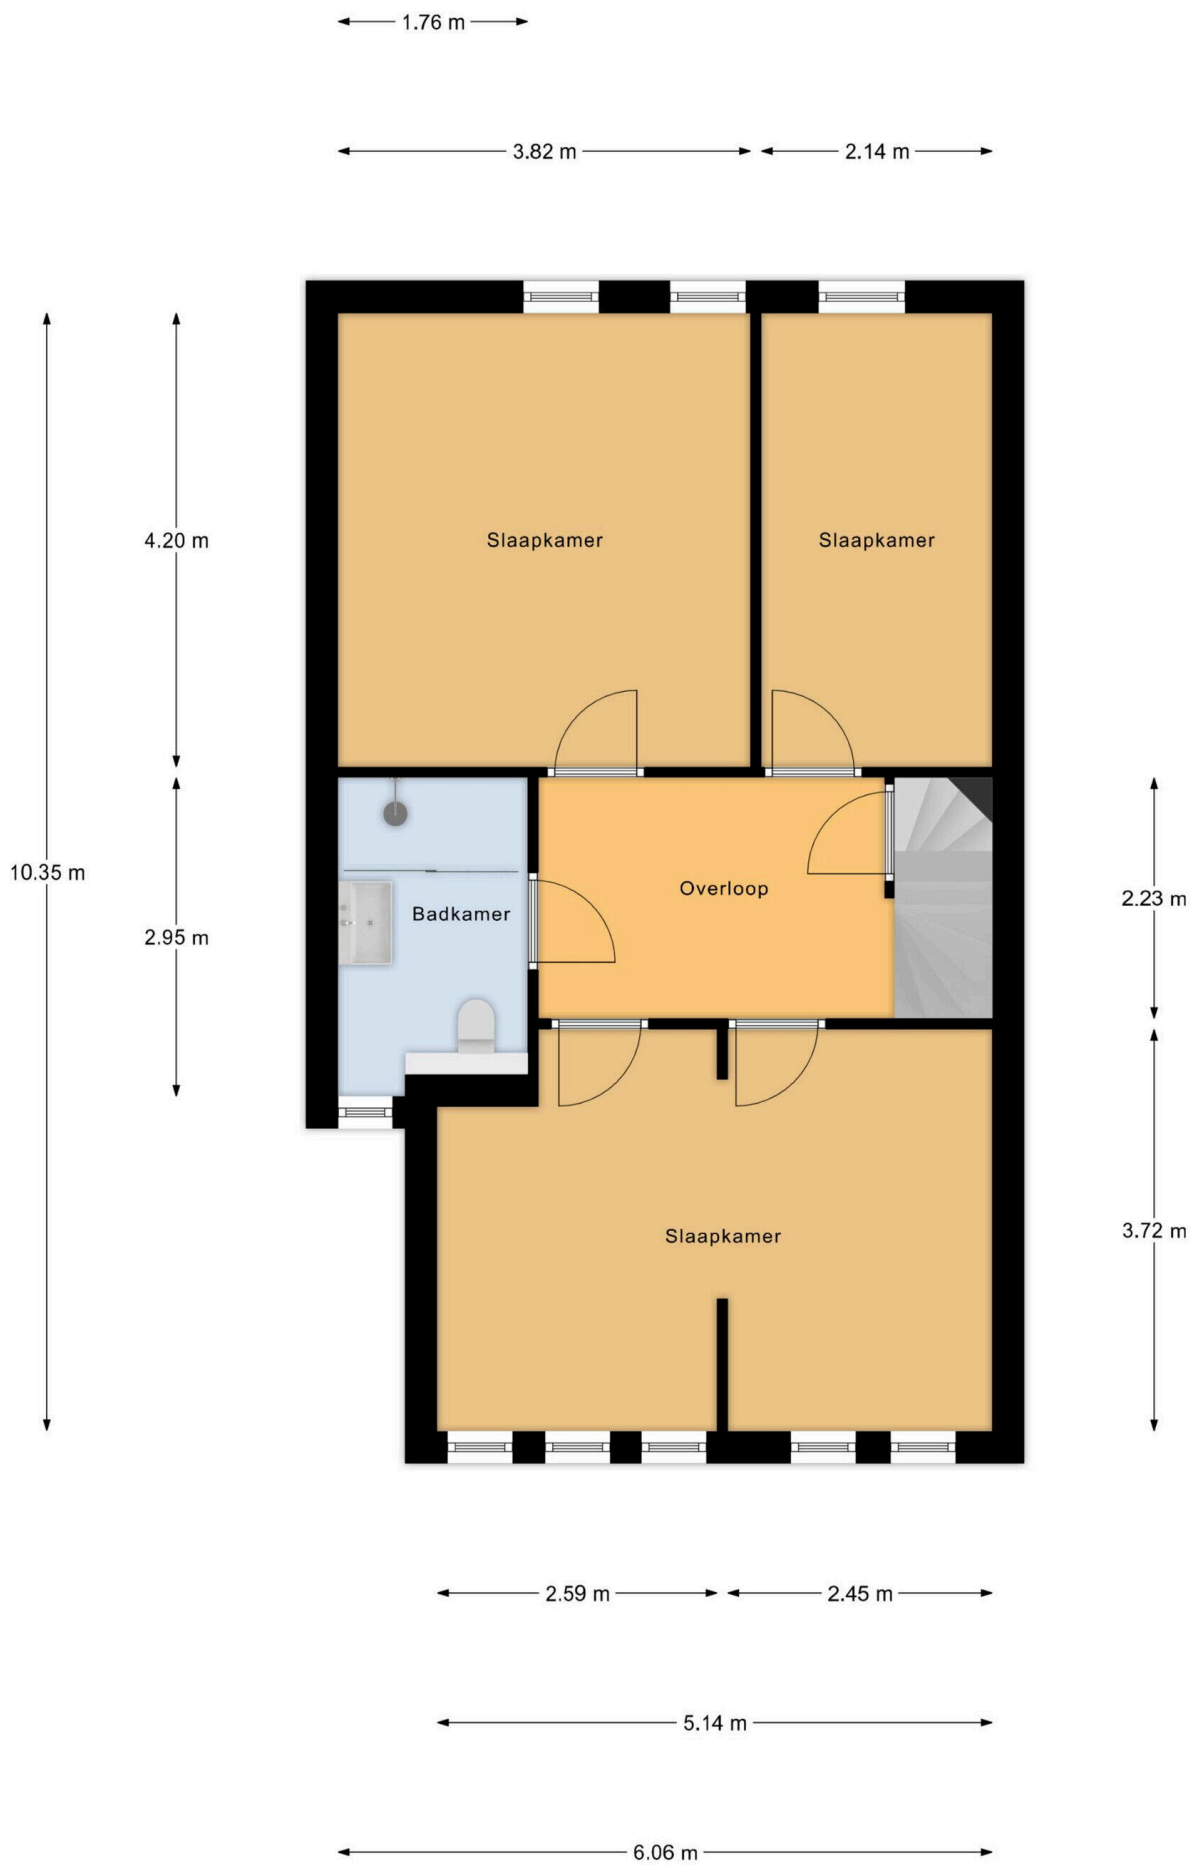 1.76 m
3.82 m
2.14 m
4.20 m
Slaapkamer
Slaapkamer
10.35 m
2.95 m
Badkamer
Overloop
2.23 m
Slaapkamer
3.72 m
2.59 m
2.45 m
5.14 m
6.06 m